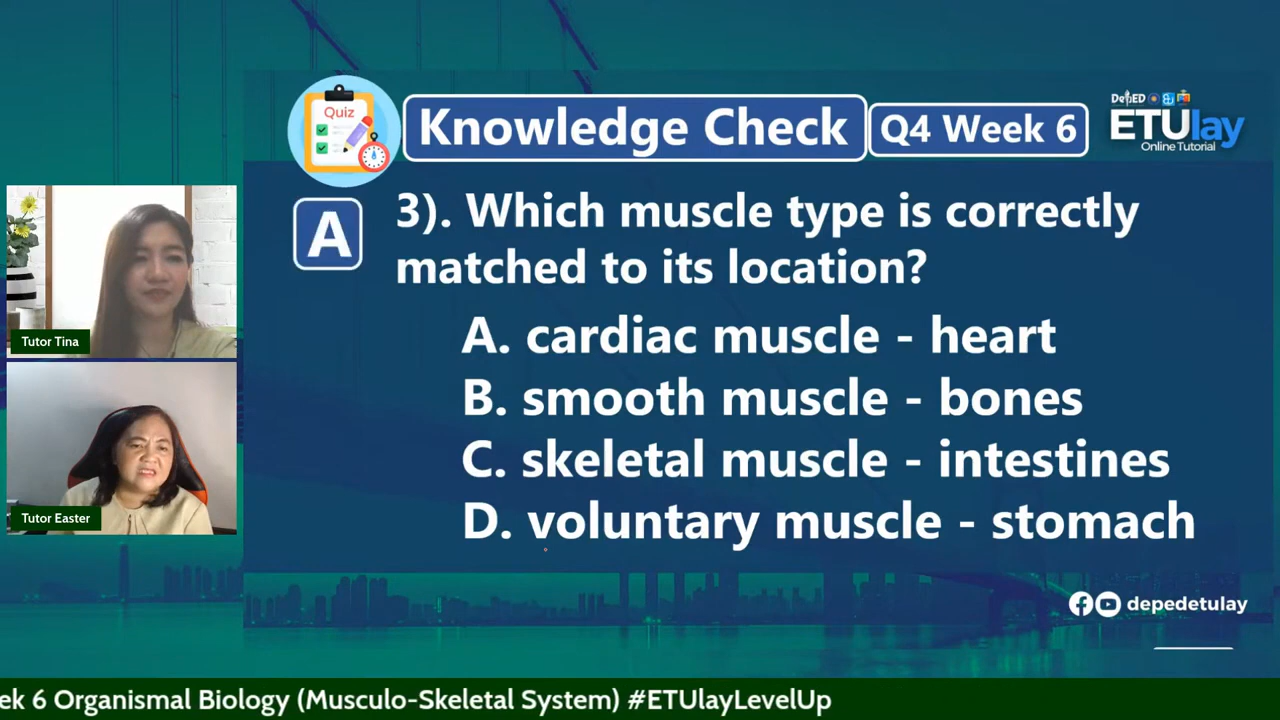 Quiz
Knowledge Check
Q4 Week 6
DepED
ETUlay
Online Tutorial
A
3). Which muscle type is correctly
matched to its location?
A. cardiac muscle - heart
B. smooth muscle - bones
C. skeletal muscle - intestines
D. voluntary muscle - stomach
Tutor Tina
Tutor Easter
depedetulay
ek 6 Organismal Biology (Musculo-Skeletal System) #ETUlayLevelUp